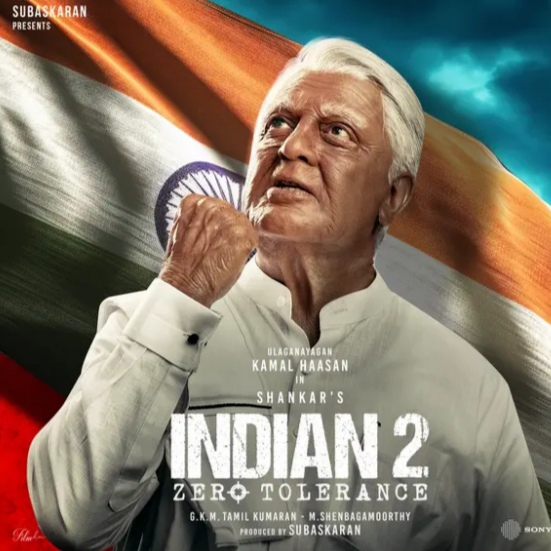 SUBASKARAN
PRESENTS
ULAGANAYAGAN
KAMAL HAASAN
IN
SHANKAR'S
INDIAN 2
ZERO TOLERANCE
G.K.M. TAMIL KUMARAN - M.SHENBAGAMOORTHY
PRODUCED BY SUBASKARAN
SONY